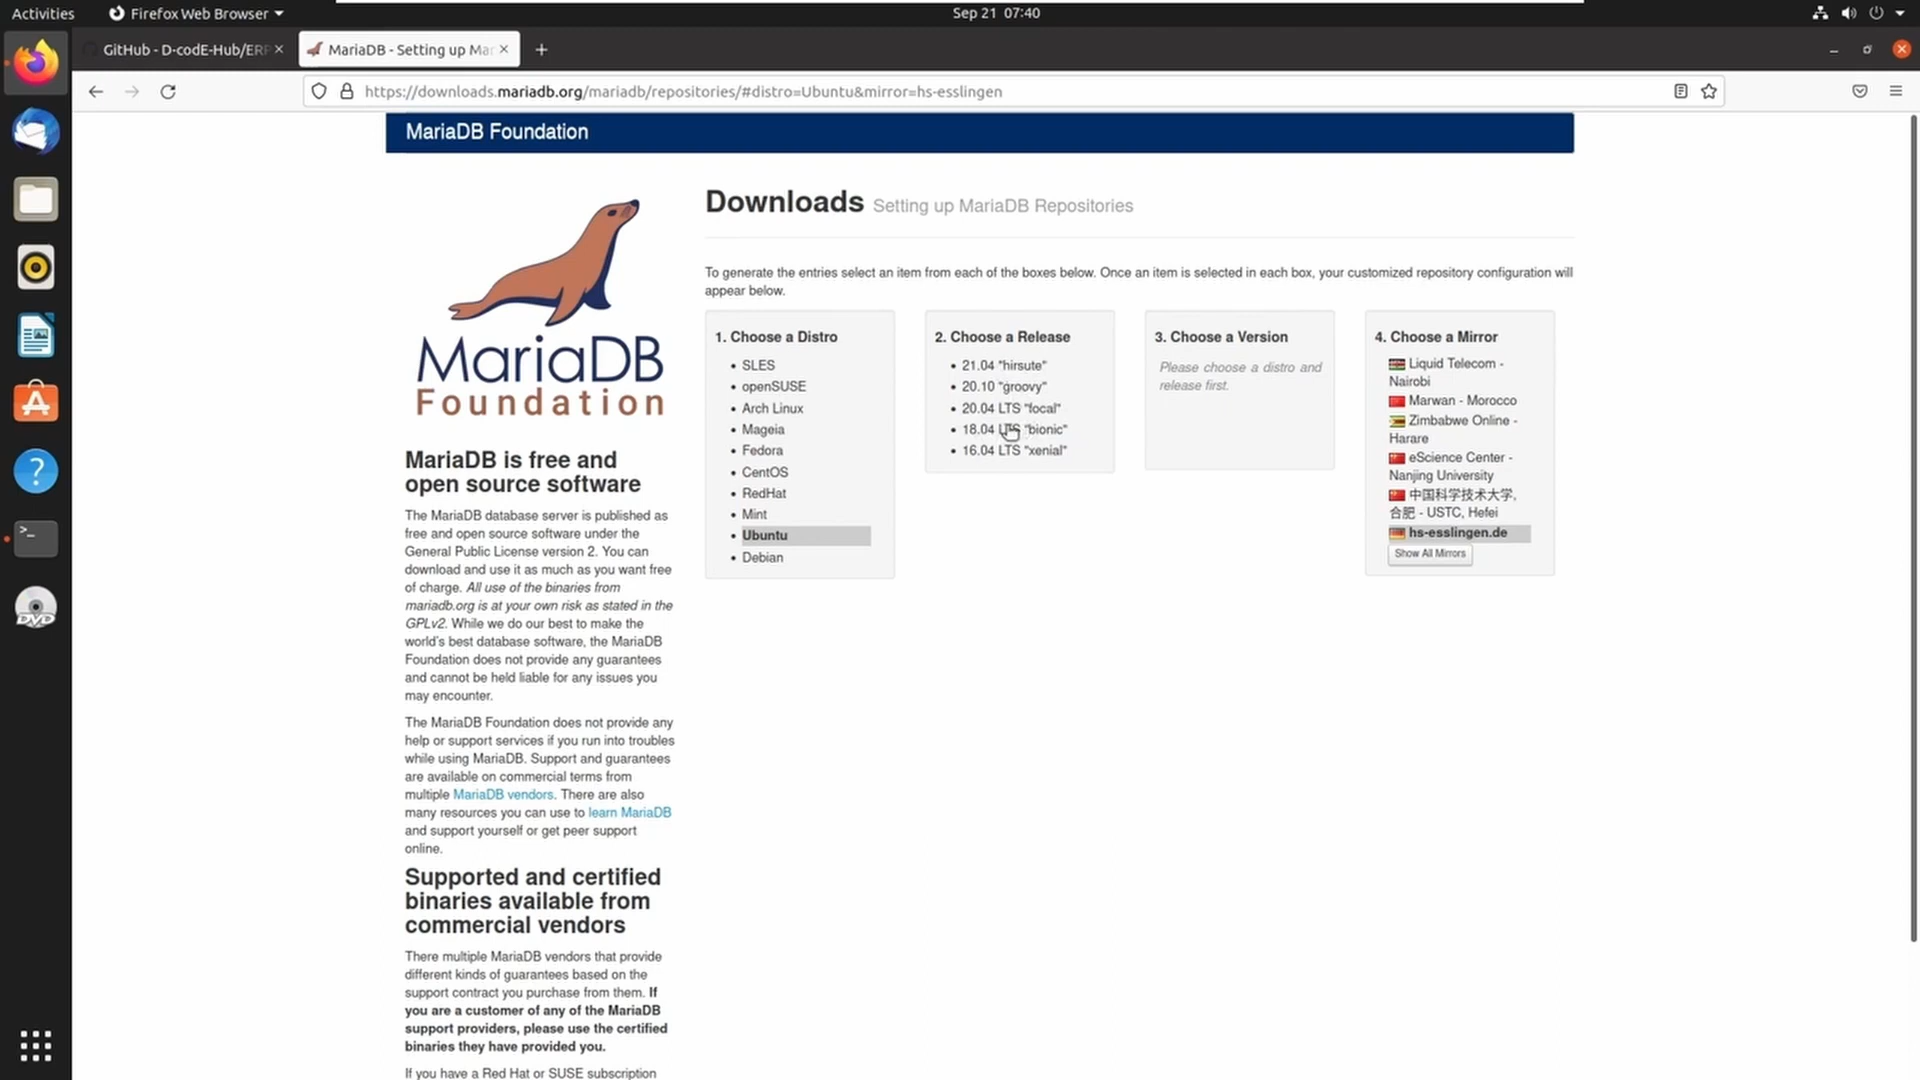 Activities
Firefox Web Browser
Sep 21 07:40
GitHub - D-codE-Hub/ERP
MariaDB - Setting up Mar
https://downloads.mariadb.org/mariadb/repositories/#distro=Ubuntu&mirror=hs-esslingen
MariaDB Foundation
MariaDB
Foundation
MariaDB is free and
open source software
The MariaDB database server is published as
free and open source software under the
General Public License version 2. You can
download and use it as much as you want free
of charge. All use of the binaries from
mariadb.org is at your own risk as stated in the
GPLv2. While we do our best to make the
world's best database software, the MariaDB
Foundation does not provide any guarantees
and cannot be held liable for any issues you
may encounter.
The MariaDB Foundation does not provide any
help or support services if you run into troubles
while using MariaDB. Support and guarantees
are available on commercial terms from
multiple MariaDB vendors. There are also
many resources you can use to learn MariaDB
and support yourself or get peer support
online.
Supported and certified
binaries available from
commercial vendors
There multiple MariaDB vendors that provide
different kinds of guarantees based on the
support contract you purchase from them. If
you are a customer of any of the MariaDB
support providers, please use the certified
binaries they have provided you.
If you have a Red Hat or SUSE subscription
Downloads Setting up MariaDB Repositories
To generate the entries select an item from each of the boxes below. Once an item is selected in each box, your customized repository configuration will
appear below.
1. Choose a Distro
SLES
openSUSE
Arch Linux
Mageia
Fedora
CentOS
RedHat
Mint
Ubuntu
Debian
2. Choose a Release
21.04 "hirsute"
20.10 "groovy"
20.04 LTS "focal"
18.04 LTS "bionic"
16.04 LTS "xenial"
3. Choose a Version
Please choose a distro and
release first.
4. Choose a Mirror
Liquid Telecom -
Nairobi
Marwan - Morocco
Zimbabwe Online -
Harare
eScience Center -
Nanjing University
中国科学技术大学,
合肥 - USTC, Hefei
hs-esslingen.de
Show All Mirrors
DVD